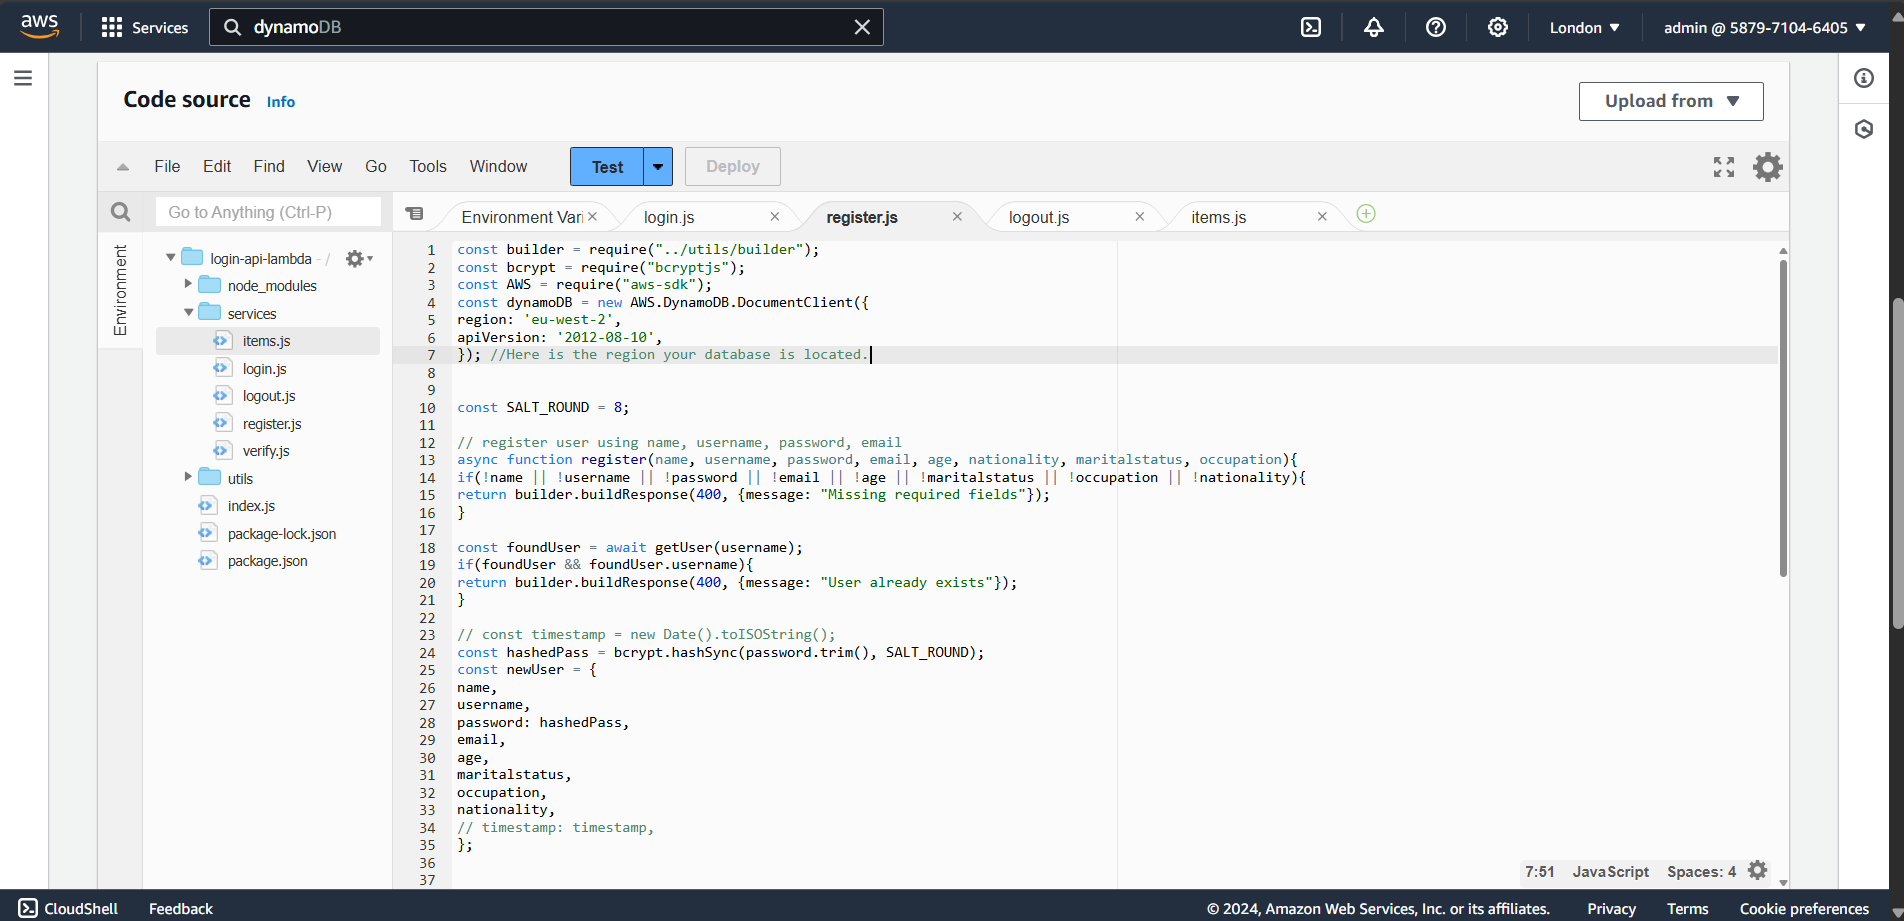 aws
Services
dynamoDB
London
admin @ 5879-7104-6405
Code source
Info
Upload from
File
Edit
Find
View
Go
Tools
Window
Test
Deploy
Go to Anything (Ctrl-P)
Environment Vari
login.js
register.js
logout.js
items.js
Environment
login-api-lambda - /
node_modules
services
items.js
login.js
logout.js
register.js
verify.js
utils
index.js
package-lock.json
package.json
1 const builder = require("../utils/builder");
2 const bcrypt = require("bcryptjs");
3 const AWS = require("aws-sdk");
4 const dynamoDB = new AWS.DynamoDB.DocumentClient({
5 region: 'eu-west-2',
6 apiVersion: '2012-08-10',
7 }); //Here is the region your database is located.
8
9
10 const SALT_ROUND = 8;
11
12 // register user using name, username, password, email
13 async function register(name, username, password, email, age, nationality, maritalstatus, occupation){
14 if(!name || !username || !password || !email || !age || !maritalstatus || !occupation || !nationality){
15 return builder.buildResponse(400, {message: "Missing required fields"});
16 }
17
18 const foundUser = await getUser(username);
19 if(foundUser && foundUser.username){
20 return builder.buildResponse(400, {message: "User already exists"});
21 }
22
23 // const timestamp = new Date().toISOString();
24 const hashedPass = bcrypt.hashSync(password.trim(), SALT_ROUND);
25 const newUser = {
26 name,
27 username,
28 password: hashedPass,
29 email,
30 age,
31 maritalstatus,
32 occupation,
33 nationality,
34 // timestamp: timestamp,
35 };
36
37
7:51 JavaScript Spaces: 4
CloudShell
Feedback
© 2024, Amazon Web Services, Inc. or its affiliates.
Privacy
Terms
Cookie preferences